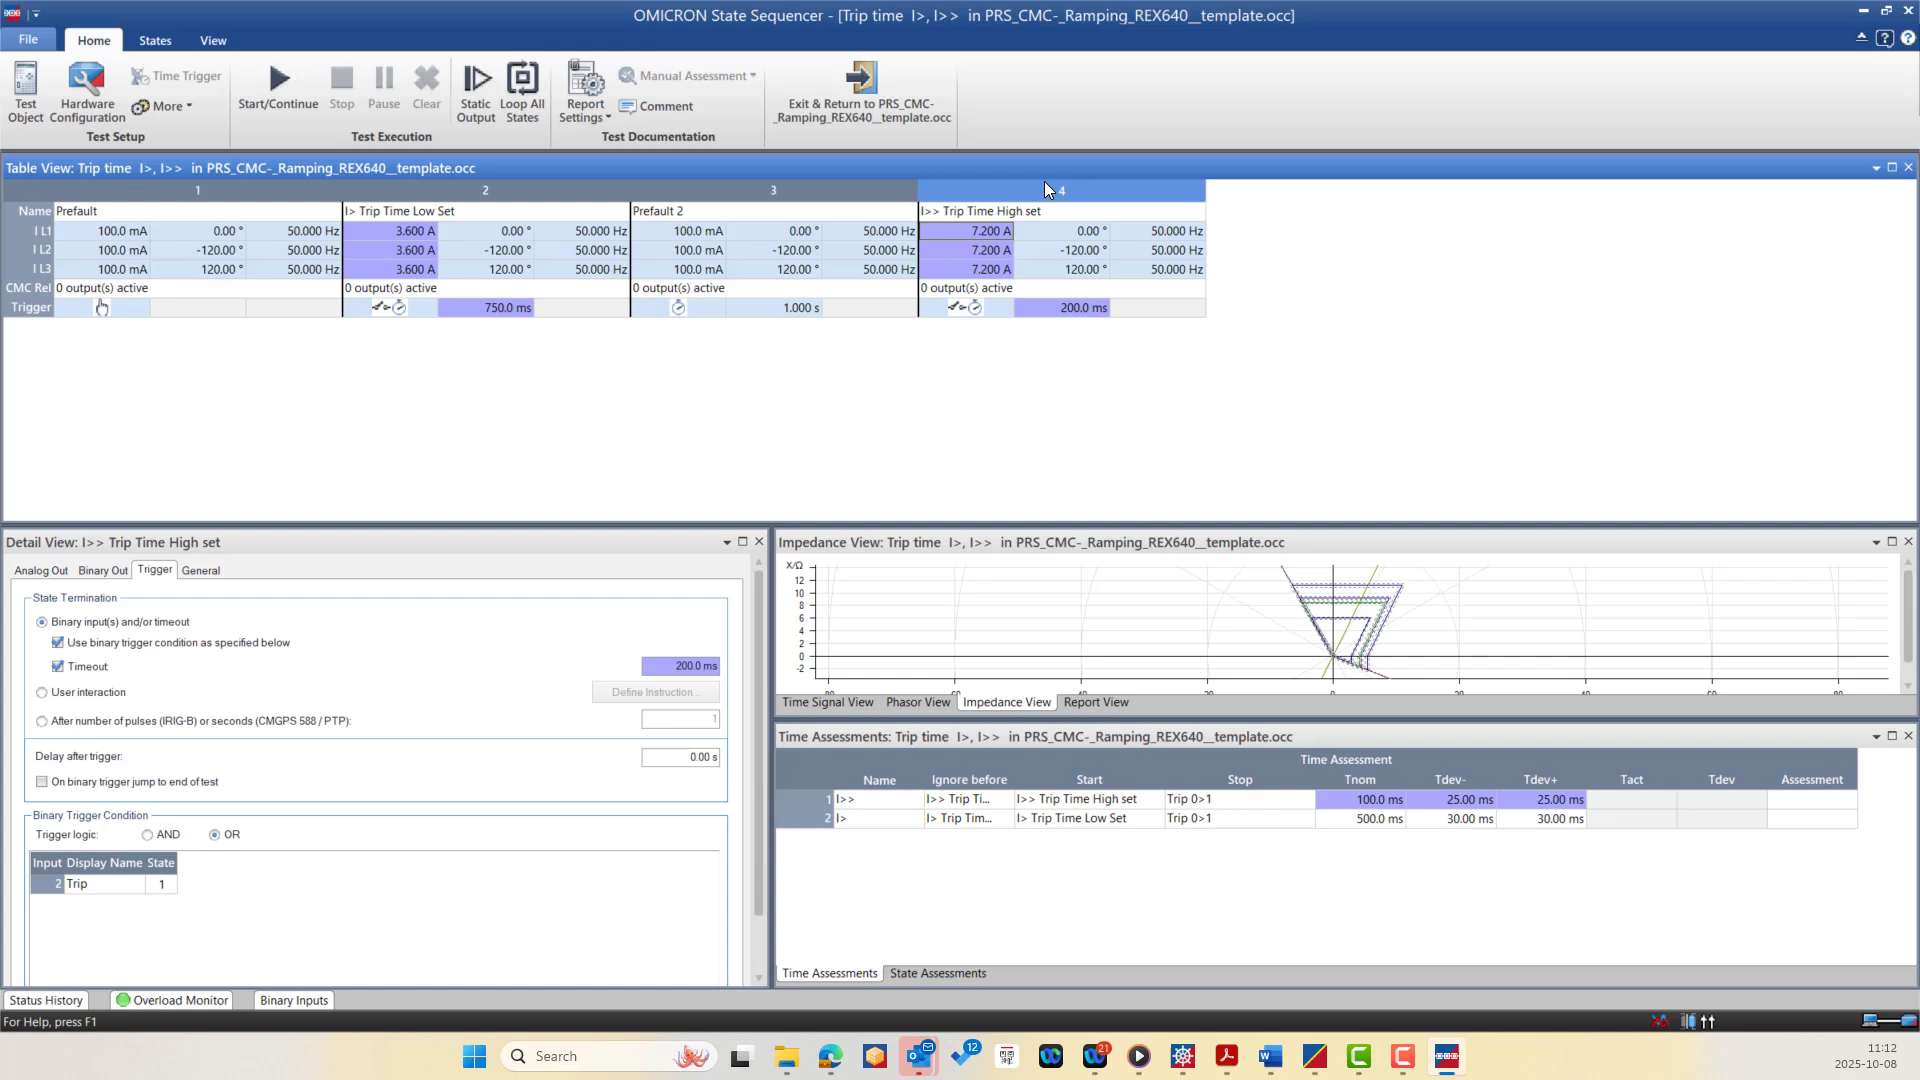 OMICRON State Sequencer - [Trip time I>, I>> in PRS_CMC-_Ramping_REX640__template.occ]
File Home States View
Time Trigger
More
Test Object
Hardware Configuration
Test Setup
Start/Continue Stop Pause Clear
Static Output
Loop All States
Test Execution
Report Settings
Manual Assessment
Comment
Test Documentation
Exit & Return to PRS_CMC-_Ramping_REX640__template.occ
Table View: Trip time I>, I>> in PRS_CMC-_Ramping_REX640__template.occ
1 2 3 4
Name Prefault I> Trip Time Low Set Prefault 2 I>> Trip Time High set
I L1 100.0 mA 0.00 ° 50.000 Hz 3.600 A 0.00 ° 50.000 Hz 100.0 mA 0.00 ° 50.000 Hz 7.200 A 0.00 ° 50.000 Hz
I L2 100.0 mA -120.00 ° 50.000 Hz 3.600 A -120.00 ° 50.000 Hz 100.0 mA -120.00 ° 50.000 Hz 7.200 A -120.00 ° 50.000 Hz
I L3 100.0 mA 120.00 ° 50.000 Hz 3.600 A 120.00 ° 50.000 Hz 100.0 mA 120.00 ° 50.000 Hz 7.200 A 120.00 ° 50.000 Hz
CMC Rel 0 output(s) active 0 output(s) active 0 output(s) active 0 output(s) active
Trigger 750.0 ms 1.000 s 200.0 ms
Detail View: I>> Trip Time High set
Analog Out Binary Out Trigger General
State Termination
Binary input(s) and/or timeout
Use binary trigger condition as specified below
Timeout 200.0 ms
User interaction Define Instruction...
After number of pulses (IRIG-B) or seconds (CMGPS 588 / PTP): 1
Delay after trigger: 0.00 s
On binary trigger jump to end of test
Binary Trigger Condition
Trigger logic: AND OR
Input Display Name State
2 Trip 1
Impedance View: Trip time I>, I>> in PRS_CMC-_Ramping_REX640__template.occ
X/Ω
12
10
8
6
4
2
0
-2
Time Signal View Phasor View Impedance View Report View
Time Assessments: Trip time I>, I>> in PRS_CMC-_Ramping_REX640__template.occ
Time Assessment
Name Ignore before Start Stop Tnom Tdev- Tdev+ Tact Tdev Assessment
1 I>> I>> Trip Ti... I>> Trip Time High set Trip 0>1 100.0 ms 25.00 ms 25.00 ms
2 I> I> Trip Tim... I> Trip Time Low Set Trip 0>1 500.0 ms 30.00 ms 30.00 ms
Time Assessments State Assessments
Status History Overload Monitor Binary Inputs
For Help, press F1
Search
12
21
11:12
2025-10-08